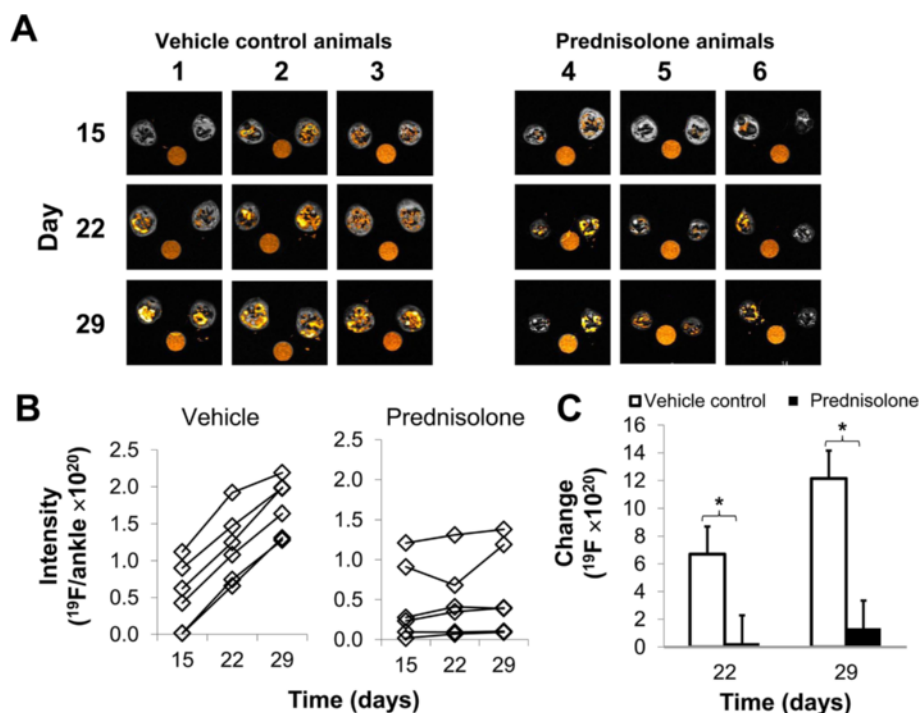 A
Vehicle control animals
Prednisolone animals
1 2 3 4 5 6
Day
15
22
29
B
Vehicle
Prednisolone
Intensity
(¹⁹F/ankle ×10²⁰)
2.5
2.0
1.5
1.0
0.5
0.0
15 22 29
2.5
2.0
1.5
1.0
0.5
0.0
15 22 29
Time (days)
C
Vehicle control Prednisolone
Change
(¹⁹F ×10²⁰)
16
14
12
10
8
6
4
2
0
*
*
22 29
Time (days)